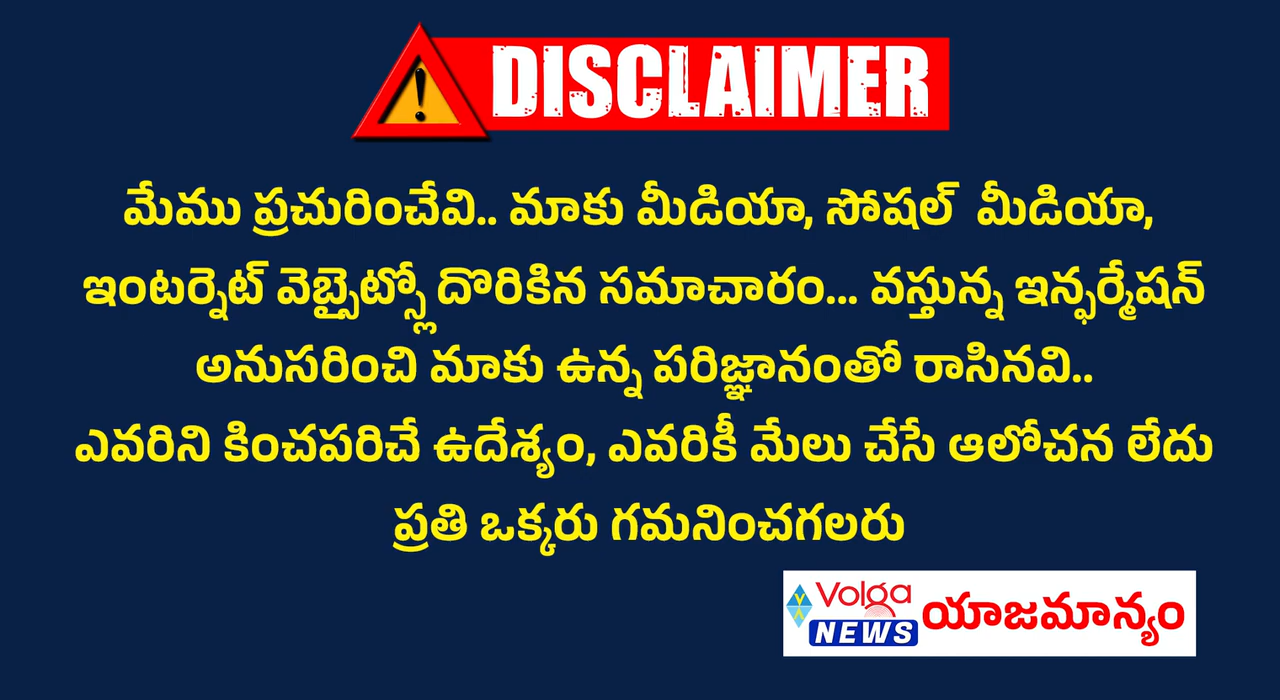 DISCLAIMER
మేము ప్రచురించేవి.. మాకు మీడియా, సోషల్ మీడియా,
ఇంటర్నెట్ వెబ్సైట్స్లో దొరికిన సమాచారం... వస్తున్న ఇన్ఫర్మేషన్
అనుసరించి మాకు ఉన్న పరిజ్ఞానంతో రాసినవి..
ఎవరిని కించపరిచే ఉదేశ్యం, ఎవరికీ మేలు చేసే ఆలోచన లేదు
ప్రతి ఒక్కరు గమనించగలరు
Volga
NEWS యాజమాన్యం